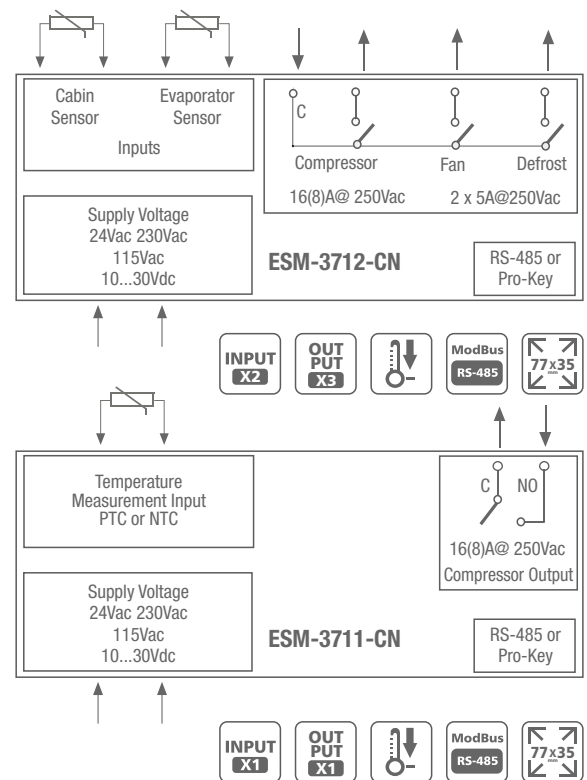 Cabin Sensor
Evaporator Sensor
Inputs
C
Compressor
Fan
Defrost
16(8)A@ 250Vac
2 x 5A@250Vac
Supply Voltage
24Vac 230Vac
115Vac
10...30Vdc
ESM-3712-CN
RS-485 or
Pro-Key
INPUT
X2
OUT
PUT
X3
ModBus
RS-485
77x35
mm
Temperature
Measurement Input
PTC or NTC
C
NO
16(8)A@ 250Vac
Compressor Output
Supply Voltage
24Vac 230Vac
115Vac
10...30Vdc
ESM-3711-CN
RS-485 or
Pro-Key
INPUT
X1
OUT
PUT
X1
ModBus
RS-485
77x35
mm